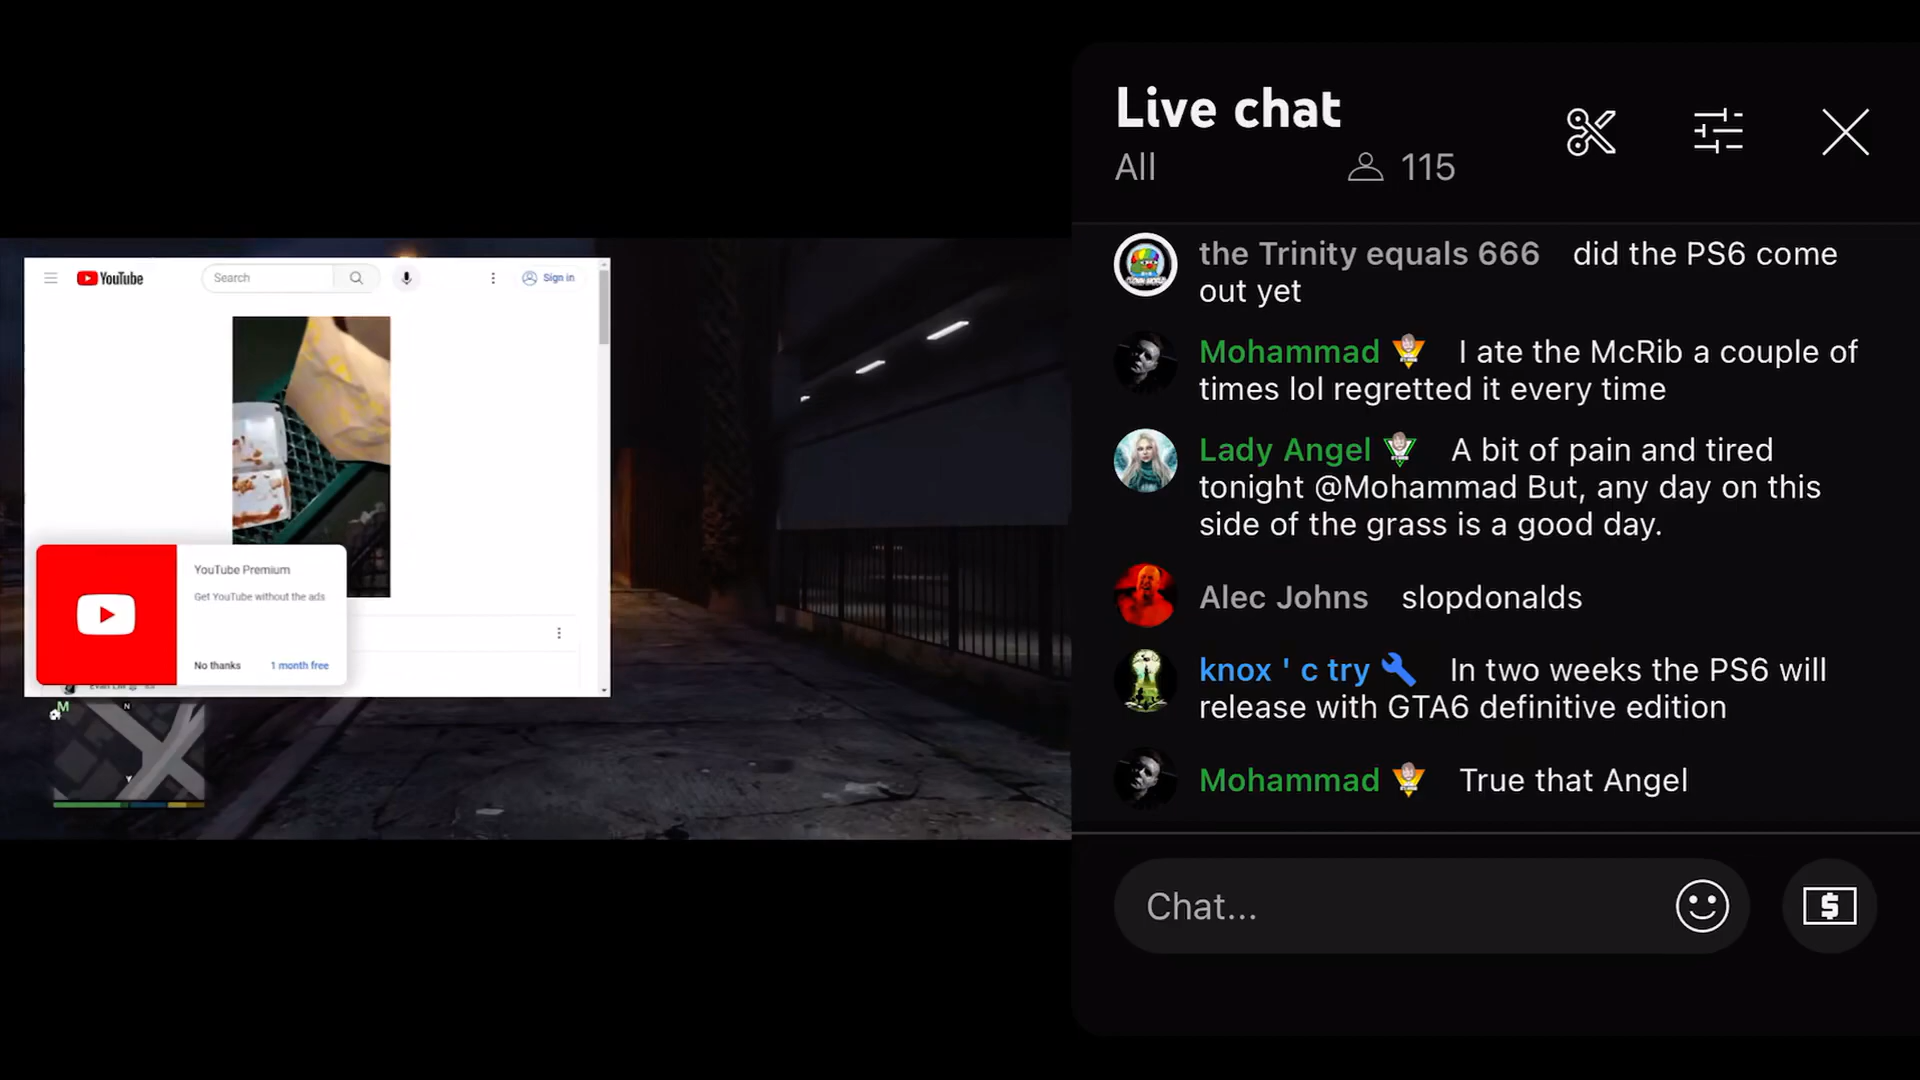 YouTube
Search
Sign in
YouTube Premium
Get YouTube without the ads
No thanks
1 month free
M
N
Live chat
All
115
the Trinity equals 666 did the PS6 come
out yet
Mohammad I ate the McRib a couple of
times lol regretted it every time
Lady Angel A bit of pain and tired
tonight @Mohammad But, any day on this
side of the grass is a good day.
Alec Johns slopdonalds
knox ' c try In two weeks the PS6 will
release with GTA6 definitive edition
Mohammad True that Angel
Chat...
$